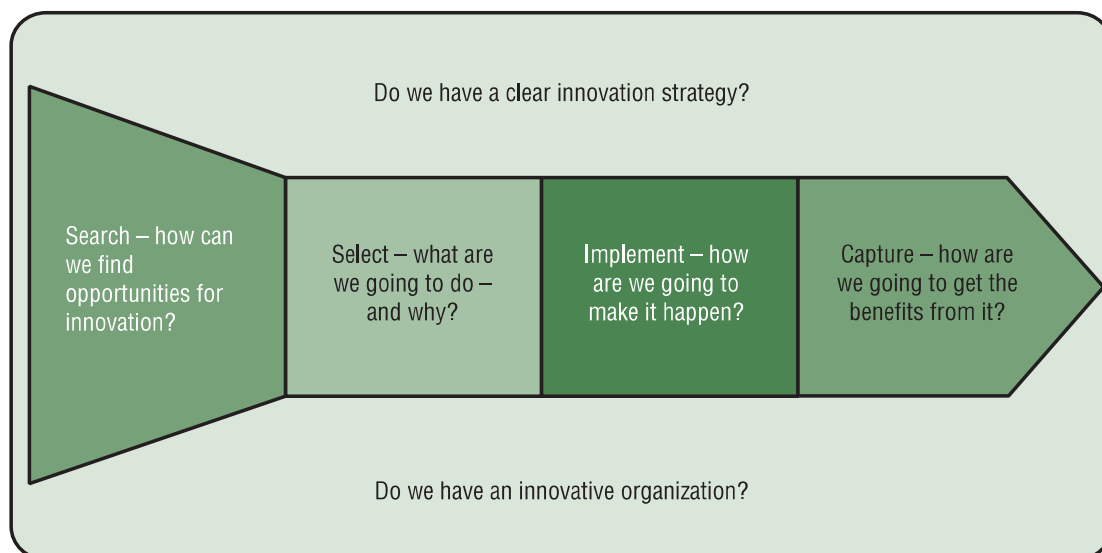 Do we have a clear innovation strategy?
Search – how can
we find
opportunities for
innovation?
Select – what are
we going to do –
and why?
Implement – how
are we going to
make it happen?
Capture – how are
we going to get the
benefits from it?
Do we have an innovative organization?